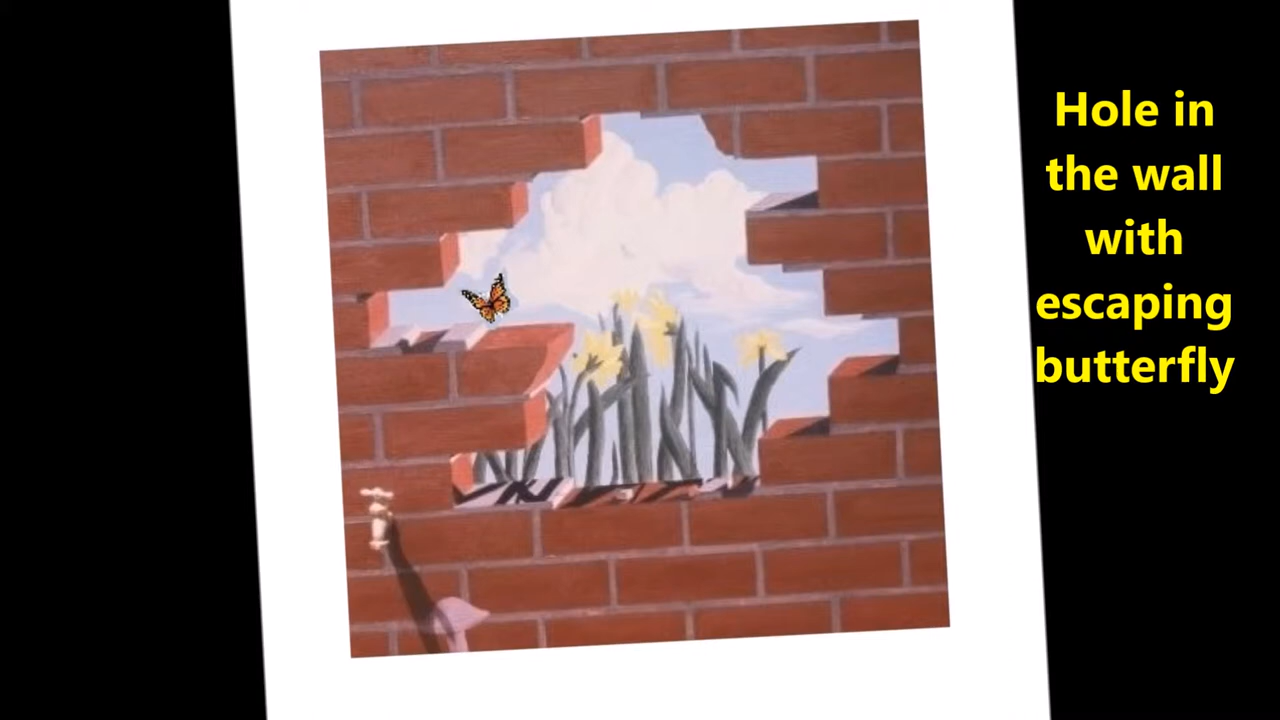 Hole in
the wall
with
escaping
butterfly